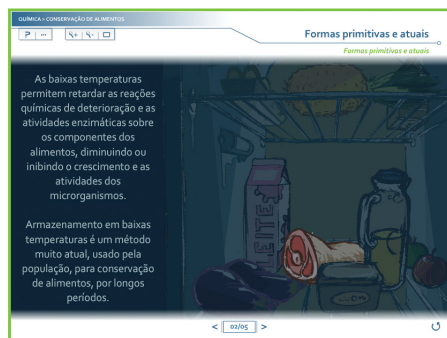 QUÍMICA > CONSERVAÇÃO DE ALIMENTOS
Formas primitivas e atuais
Formas primitivas e atuais
As baixas temperaturas
permitem retardar as reações
químicas de deterioração e as
atividades enzimáticas sobre
os componentes dos
alimentos, diminuindo ou
inibindo o crescimento e as
atividades dos
microrganismos.
Armazenamento em baixas
temperaturas é um método
muito atual, usado pela
população, para conservação
de alimentos, por longos
períodos.
LEITE
< 02/05 >